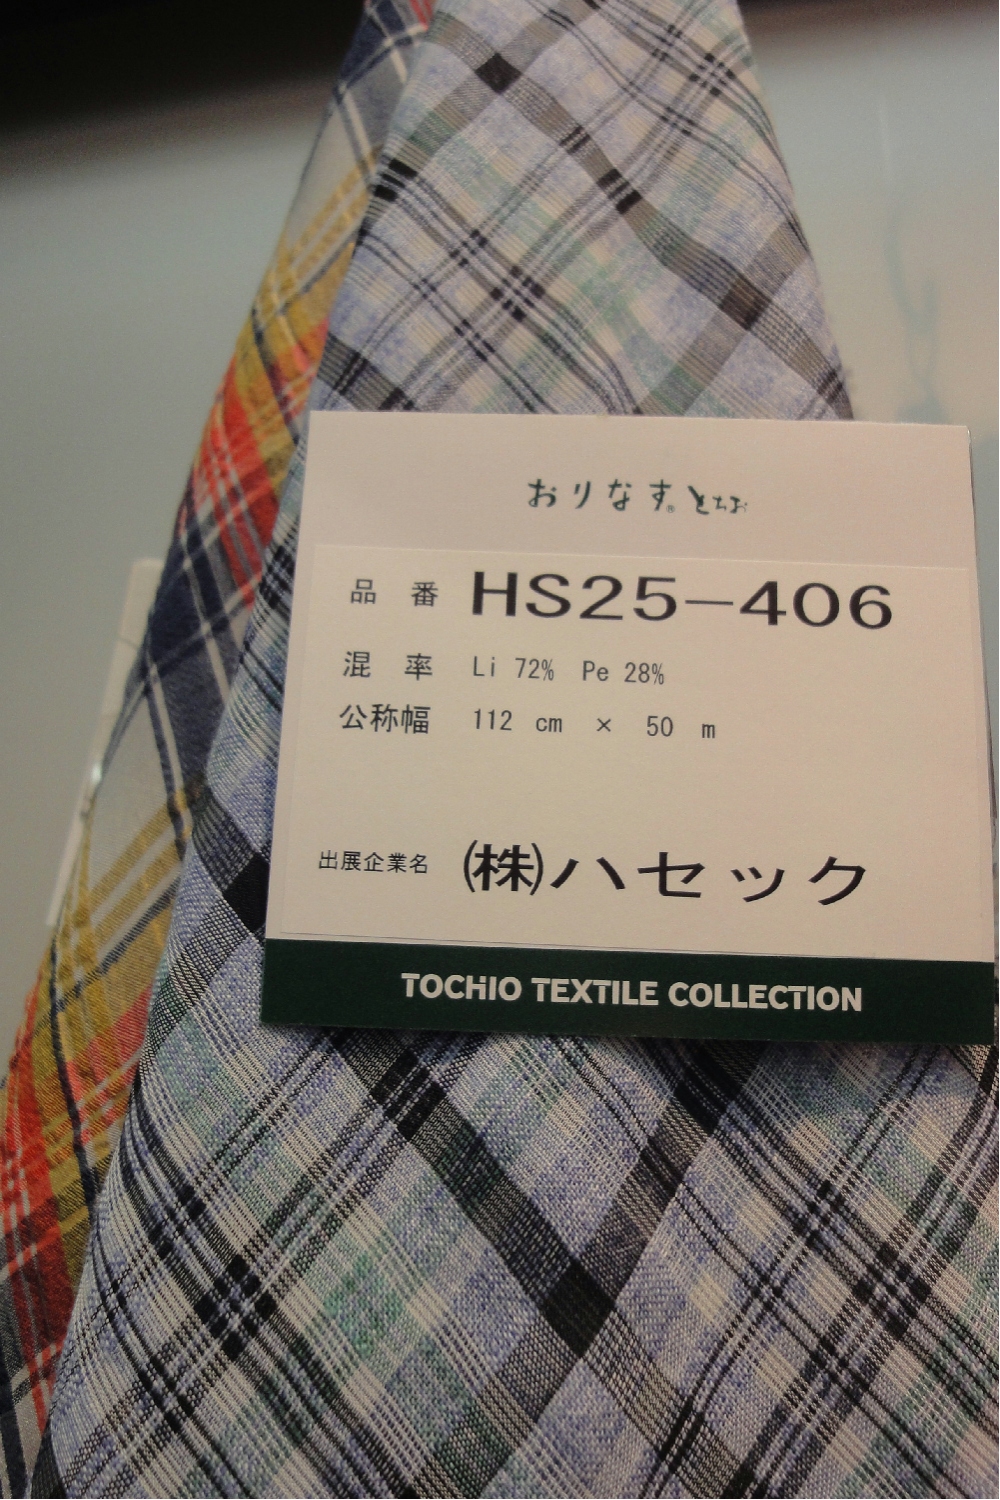 おりなす®とちお
品番 HS25-406
混率 Li 72% Pe 28%
公称幅 112 cm × 50 m
出展企業名 ㈱ハセック
TOCHIO TEXTILE COLLECTION